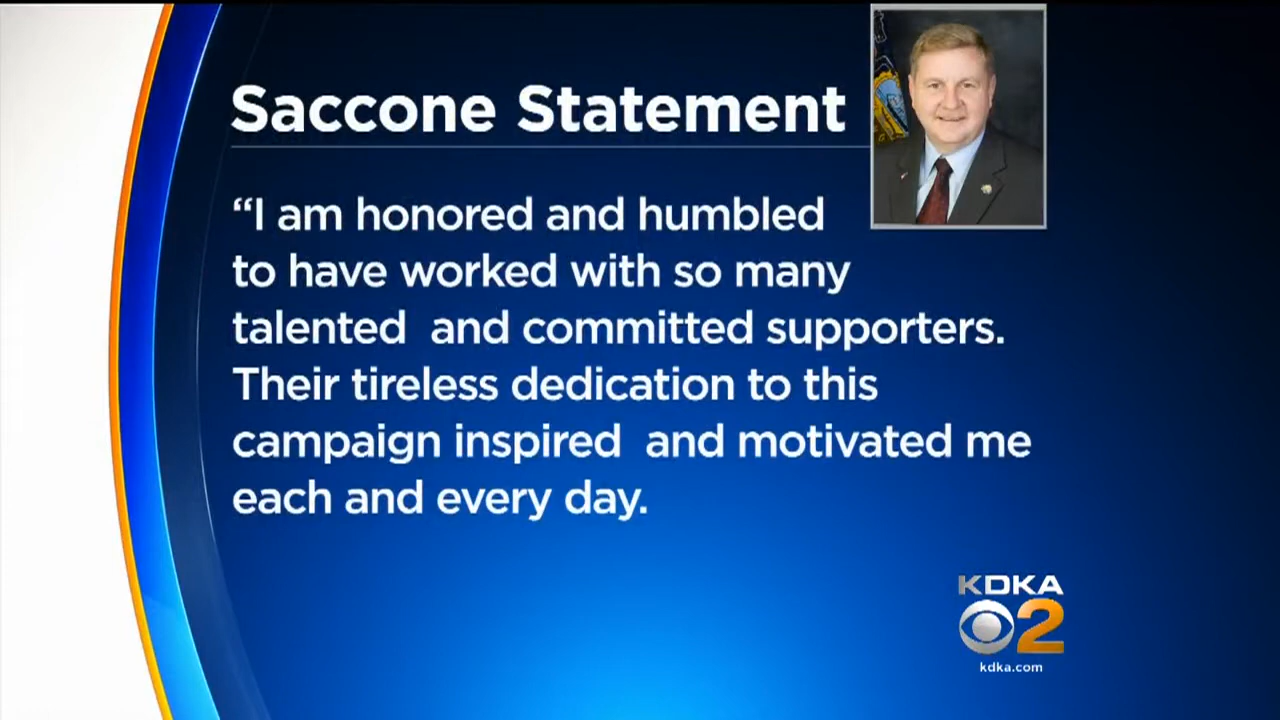 Saccone Statement
“I am honored and humbled
to have worked with so many
talented and committed supporters.
Their tireless dedication to this
campaign inspired and motivated me
each and every day.
KDKA
2
kdka.com